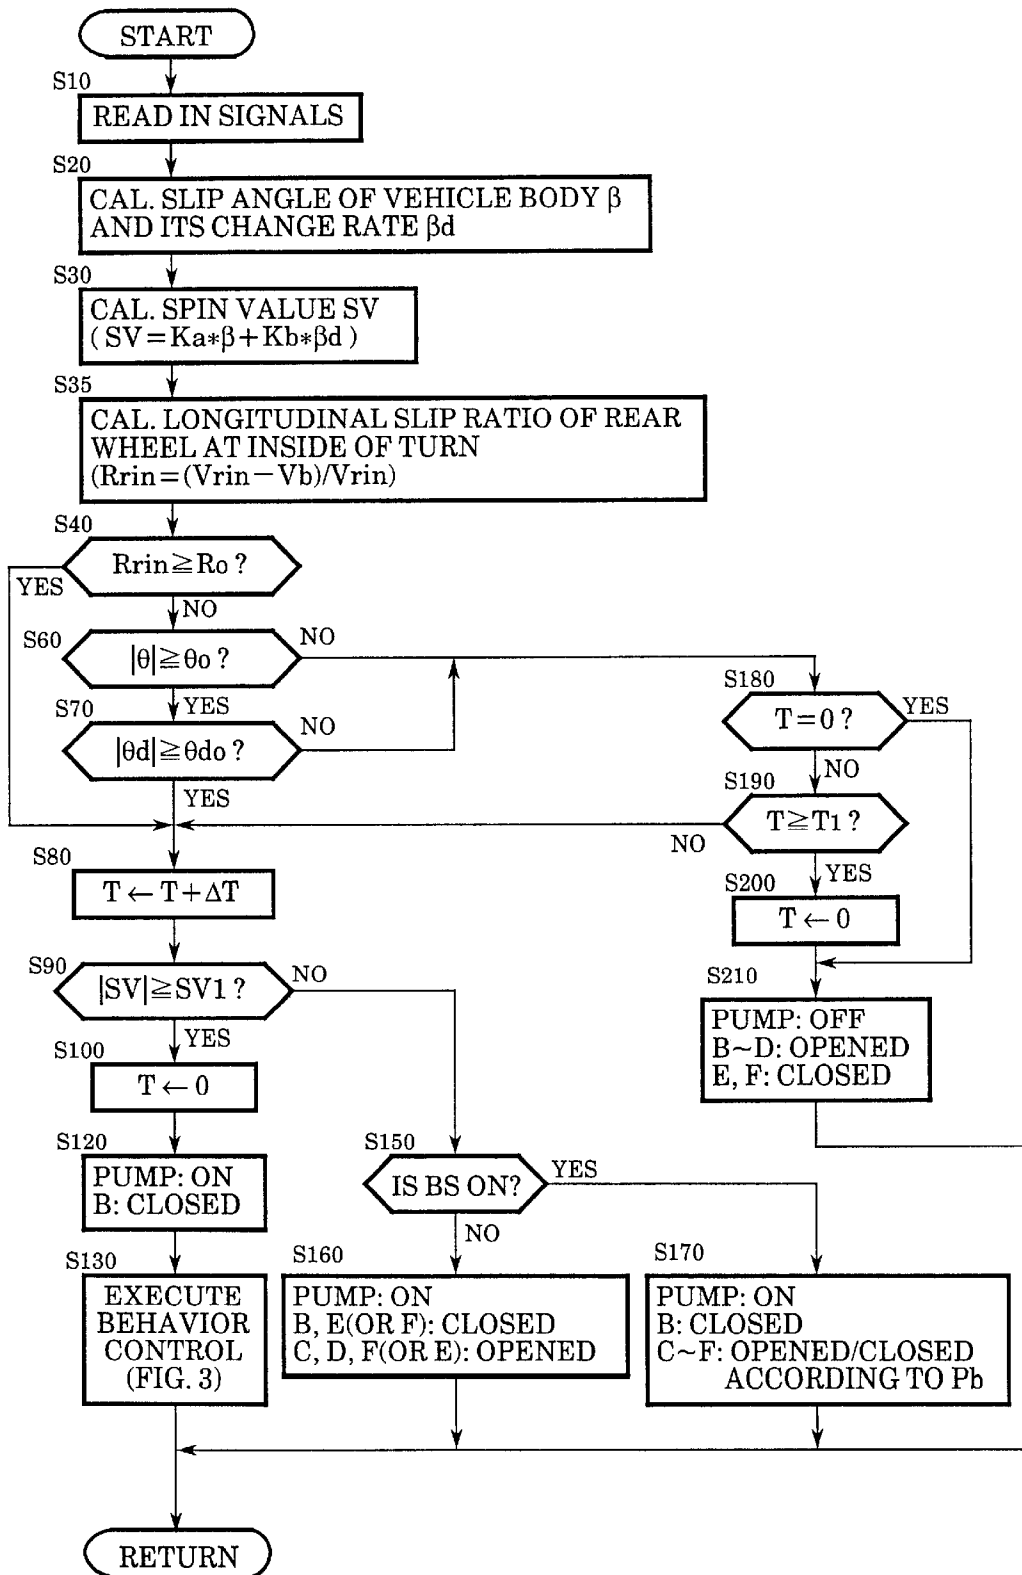 START
S10
READ IN SIGNALS
S20
CAL. SLIP ANGLE OF VEHICLE BODY β
AND ITS CHANGE RATE βd
S30
CAL. SPIN VALUE SV
(SV=Ka*β+Kb*βd)
S35
CAL. LONGITUDINAL SLIP RATIO OF REAR
WHEEL AT INSIDE OF TURN
(Rrin=(Vrin−Vb)/Vrin)
S40
Rrin≧Ro?
YES
NO
S60
|θ|≧θo?
NO
YES
S70
|θd|≧θdo?
NO
YES
S180
T=0?
YES
NO
S190
T≧T1?
NO
YES
S200
T←0
S210
PUMP: OFF
B~D: OPENED
E, F: CLOSED
S80
T←T+ΔT
S90
|SV|≧SV1?
NO
YES
S100
T←0
S120
PUMP: ON
B: CLOSED
S130
EXECUTE
BEHAVIOR
CONTROL
(FIG. 3)
S150
IS BS ON?
YES
NO
S160
PUMP: ON
B, E(OR F): CLOSED
C, D, F(OR E): OPENED
S170
PUMP: ON
B: CLOSED
C~F: OPENED/CLOSED
ACCORDING TO Pb
RETURN